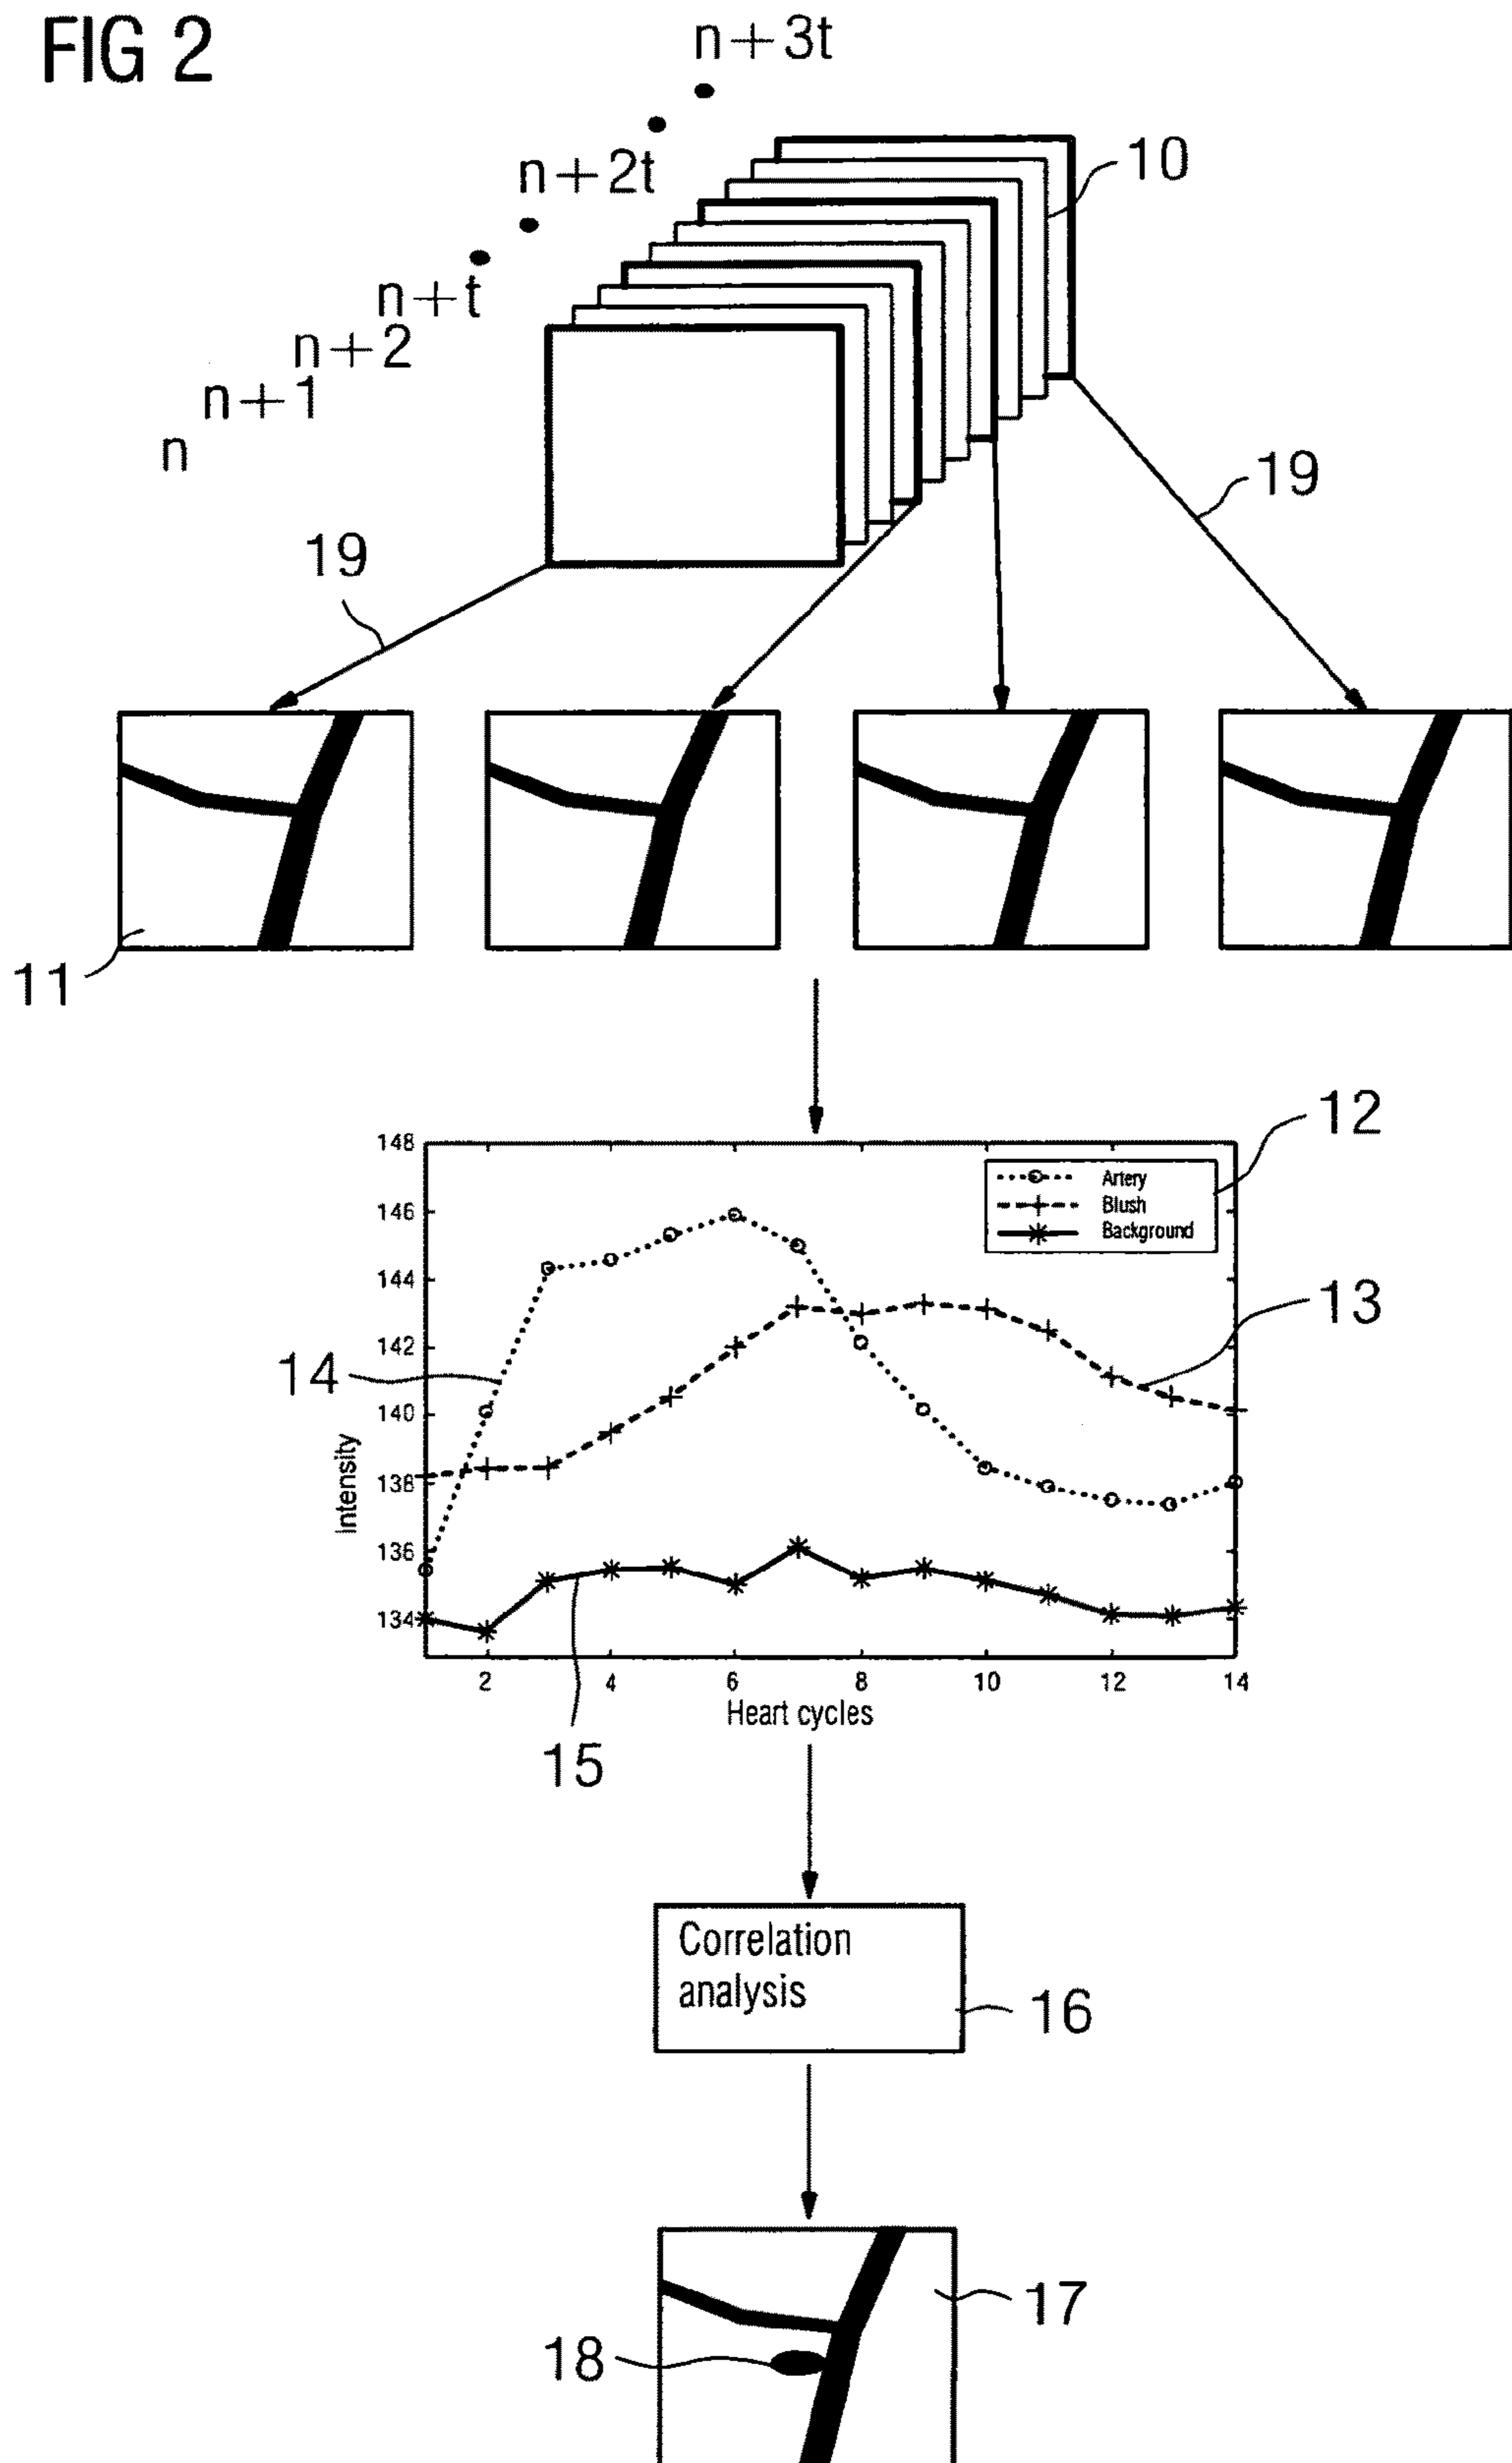 FIG 2
n+3t
n+2t
10
n+t
n+2
n+1
n
19
19
11
12
148
146
144
142
140
138
136
134
Intensity
Artery
Blush
Background
13
14
2
4
6
8
10
12
14
Heart cycles
15
Correlation
analysis
16
17
18